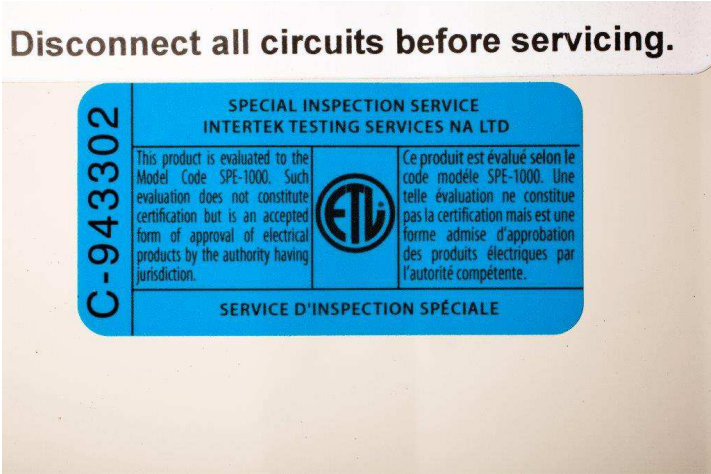 Disconnect all circuits before servicing.
C-943302
SPECIAL INSPECTION SERVICE
INTERTEK TESTING SERVICES NA LTD
This product is evaluated to the
Model Code SPE-1000. Such
evaluation does not constitute
certification but is an accepted
form of approval of electrical
products by the authority having
jurisdiction.
ETL
Ce produit est évalué selon le
code modéle SPE-1000. Une
telle évaluation ne constitue
pas la certification mais est une
forme admise d'approbation
des produits électriques par
l'autorité compétente.
SERVICE D'INSPECTION SPÉCIALE